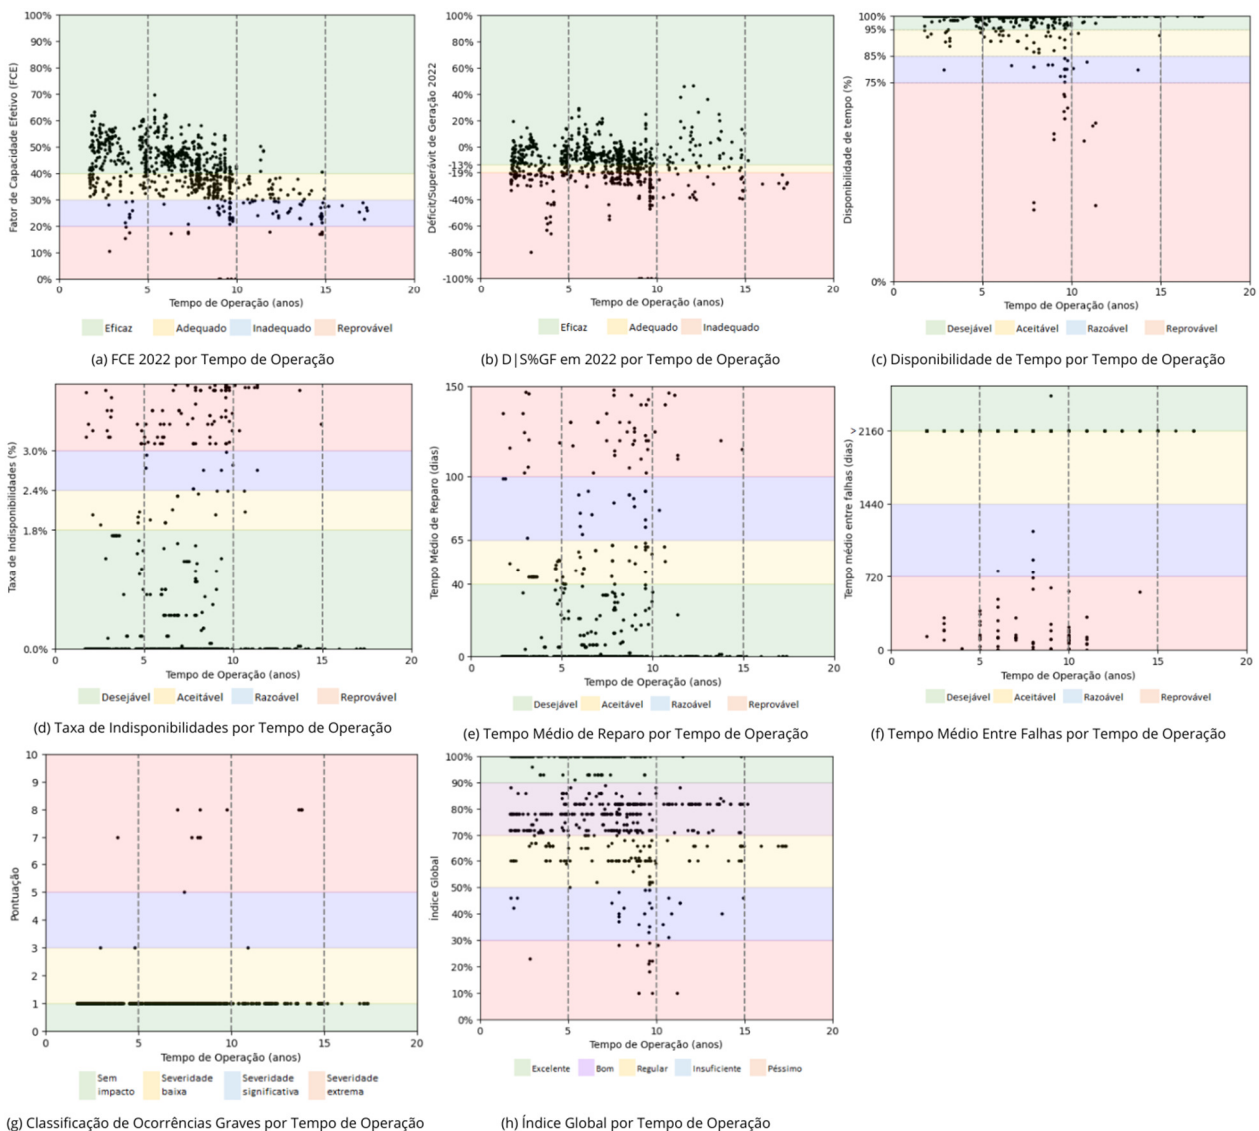 100%
90%
80%
70%
60%
50%
40%
30%
20%
10%
0%
Fator de Capacidade Efetivo (FCE)
0 5 10 15 20
Tempo de Operação (anos)
Eficaz Adequado Inadequado Reprovável
(a) FCE 2022 por Tempo de Operação
100%
80%
60%
40%
20%
0%
-13%
-19%
-40%
-60%
-80%
-100%
Déficit/Superávit de Geração 2022
0 5 10 15 20
Tempo de Operação (anos)
Eficaz Adequado Inadequado
(b) D|S%GF em 2022 por Tempo de Operação
100%
95%
85%
75%
0%
Disponibilidade de tempo (%)
0 5 10 15 20
Tempo de Operação (anos)
Desejável Aceitável Razoável Reprovável
(c) Disponibilidade de Tempo por Tempo de Operação
3.0%
2.4%
1.8%
0.0%
Taxa de Indisponibilidades (%)
0 5 10 15 20
Tempo de Operação (anos)
Desejável Aceitável Razoável Reprovável
(d) Taxa de Indisponibilidades por Tempo de Operação
150
100
65
40
0
Tempo Médio de Reparo (dias)
0 5 10 15 20
Tempo de Operação (anos)
Desejável Aceitável Razoável Reprovável
(e) Tempo Médio de Reparo por Tempo de Operação
>2160
1440
720
0
Tempo médio entre falhas (dias)
0 5 10 15 20
Tempo de Operação (anos)
Desejável Aceitável Razoável Reprovável
(f) Tempo Médio Entre Falhas por Tempo de Operação
10
9
8
7
6
5
4
3
2
1
0
Pontuação
0 5 10 15 20
Tempo de Operação (anos)
Sem impacto
Severidade baixa
Severidade significativa
Severidade extrema
(g) Classificação de Ocorrências Graves por Tempo de Operação
100%
90%
80%
70%
60%
50%
40%
30%
20%
10%
0%
Índice Global
0 5 10 15 20
Tempo de Operação (anos)
Excelente Bom Regular Insuficiente Péssimo
(h) Índice Global por Tempo de Operação